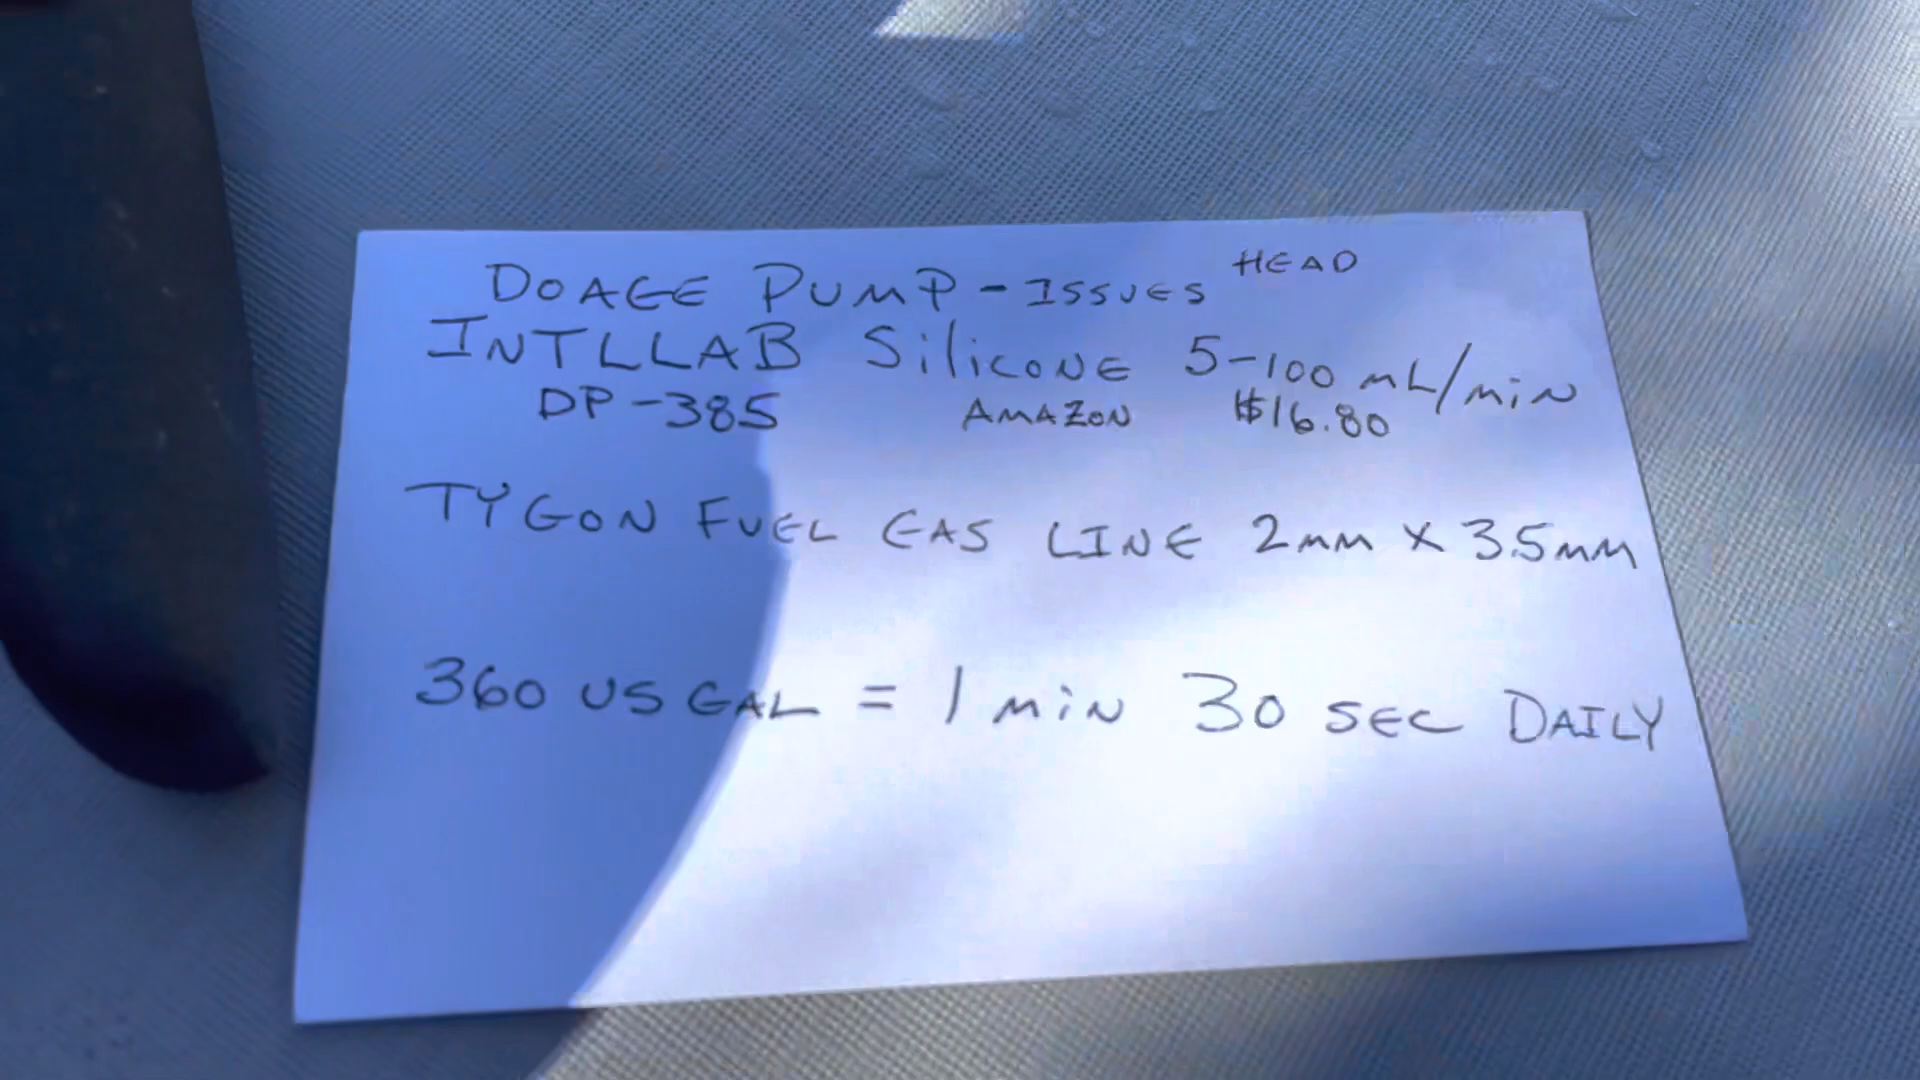 DOAGE PUMP - ISSUES HEAD
INTLLAB Silicone 5-100 mL/min
DP-385 AMAZON $16.80
TYGON FUEL GAS LINE 2mm X 3.5mm
360 US GAL = 1 min 30 SEC DAILY